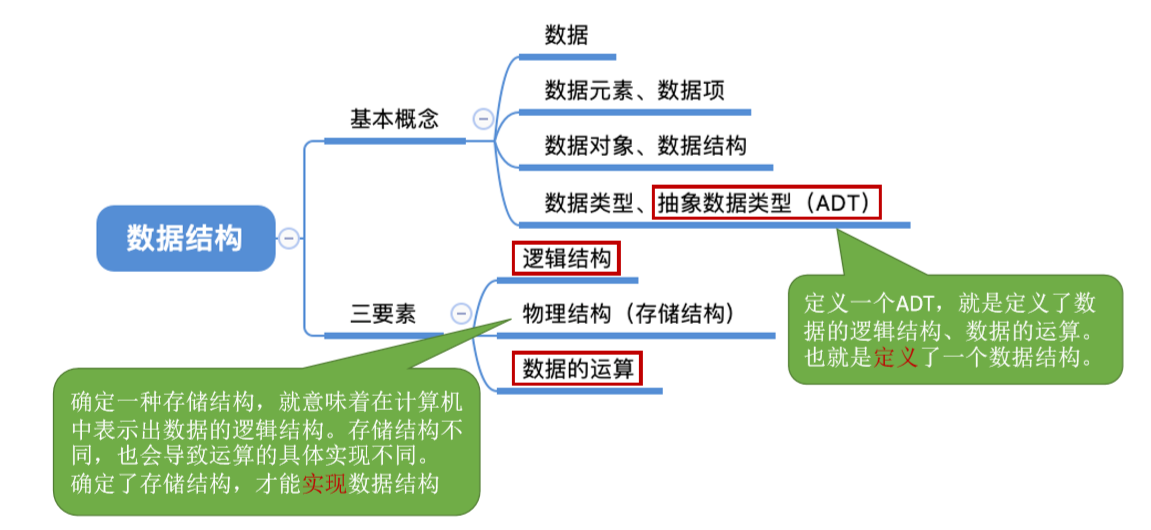 数据
数据元素、数据项
基本概念
数据对象、数据结构
数据类型、抽象数据类型（ADT）
数据结构
逻辑结构
三要素
物理结构（存储结构）
数据的运算
定义一个ADT，就是定义了数
据的逻辑结构、数据的运算。
也就是定义了一个数据结构。
确定一种存储结构，就意味着在计算机
中表示出数据的逻辑结构。存储结构不
同，也会导致运算的具体实现不同。
确定了存储结构，才能实现数据结构